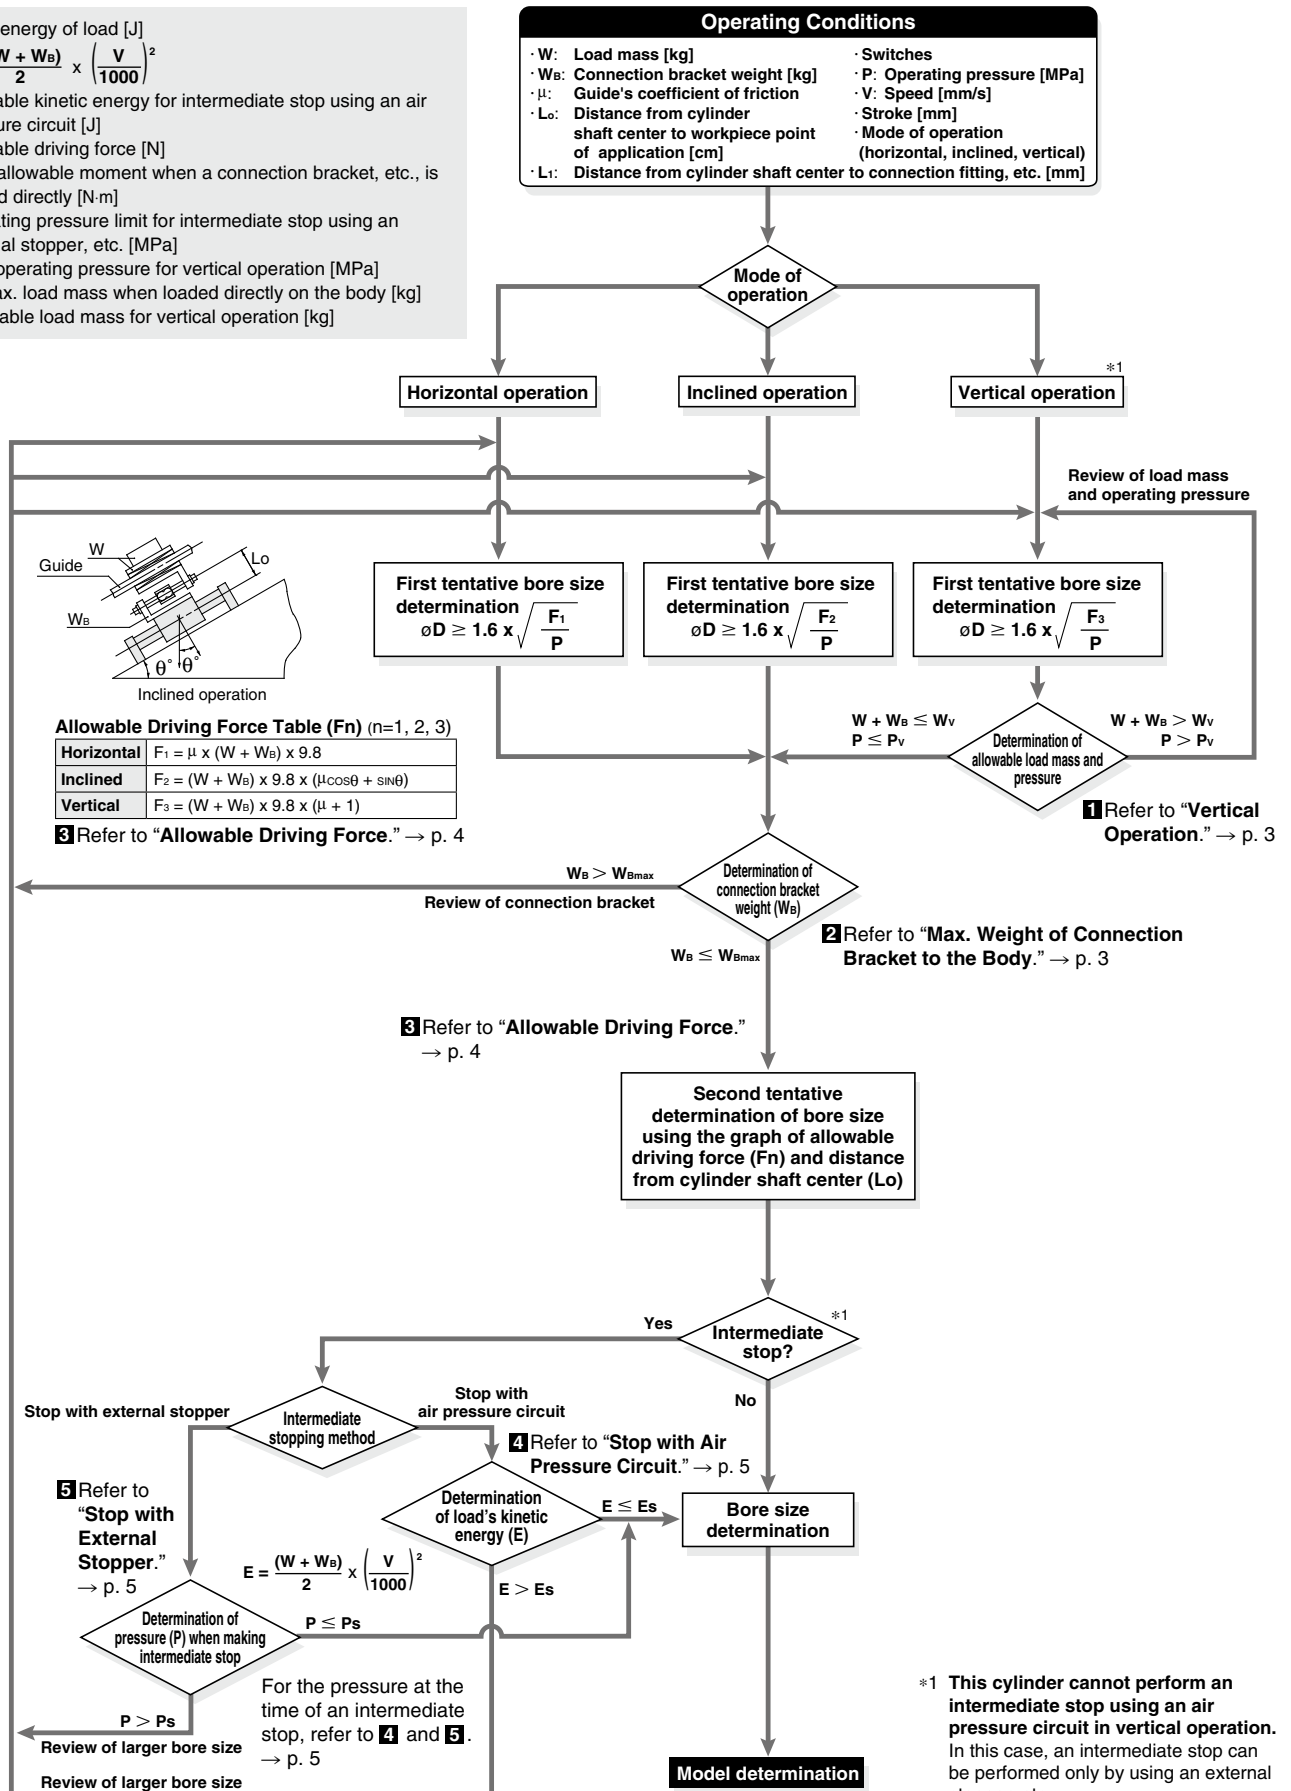 energy of load [J]
W + WB)/2 x (V/1000)²
able kinetic energy for intermediate stop using an air
ure circuit [J]
able driving force [N]
allowable moment when a connection bracket, etc., is
d directly [N·m]
ting pressure limit for intermediate stop using an
al stopper, etc. [MPa]
operating pressure for vertical operation [MPa]
ax. load mass when loaded directly on the body [kg]
able load mass for vertical operation [kg]
Operating Conditions
· W: Load mass [kg]
· WB: Connection bracket weight [kg]
· μ: Guide's coefficient of friction
· Lo: Distance from cylinder
shaft center to workpiece point
of application [cm]
· Switches
· P: Operating pressure [MPa]
· V: Speed [mm/s]
· Stroke [mm]
· Mode of operation
(horizontal, inclined, vertical)
· L1: Distance from cylinder shaft center to connection fitting, etc. [mm]
Mode of
operation
Horizontal operation
Inclined operation
*1
Vertical operation
Review of load mass
and operating pressure
W
Guide
Lo
WB
θ° θ°
Inclined operation
First tentative bore size
determination
øD ≥ 1.6 x √(F1/P)
First tentative bore size
determination
øD ≥ 1.6 x √(F2/P)
First tentative bore size
determination
øD ≥ 1.6 x √(F3/P)
Allowable Driving Force Table (Fn) (n=1, 2, 3)
Horizontal F1 = μ x (W + WB) x 9.8
Inclined F2 = (W + WB) x 9.8 x (μCOSθ + SINθ)
Vertical F3 = (W + WB) x 9.8 x (μ + 1)
3 Refer to “Allowable Driving Force.” → p. 4
W + WB ≤ WV
P ≤ PV
Determination of
allowable load mass and
pressure
W + WB > WV
P > PV
1 Refer to “Vertical
Operation.” → p. 3
WB > WBmax
Review of connection bracket
Determination of
connection bracket
weight (WB)
2 Refer to “Max. Weight of Connection
Bracket to the Body.” → p. 3
WB ≤ WBmax
3 Refer to “Allowable Driving Force.”
→ p. 4
Second tentative
determination of bore size
using the graph of allowable
driving force (Fn) and distance
from cylinder shaft center (Lo)
*1
Intermediate
stop?
Yes
No
Stop with external stopper
Intermediate
stopping method
Stop with
air pressure circuit
4 Refer to “Stop with Air
Pressure Circuit.” → p. 5
5 Refer to
“Stop with
External
Stopper.”
→ p. 5
Determination
of load's kinetic
energy (E)
E ≤ Es
Bore size
determination
E = (W + WB)/2 x (V/1000)²
E > Es
Determination of
pressure (P) when making
intermediate stop
P ≤ Ps
For the pressure at the
time of an intermediate
stop, refer to 4 and 5.
→ p. 5
P > Ps
Review of larger bore size
Review of larger bore size
Model determination
*1 This cylinder cannot perform an
intermediate stop using an air
pressure circuit in vertical operation.
In this case, an intermediate stop can
be performed only by using an external